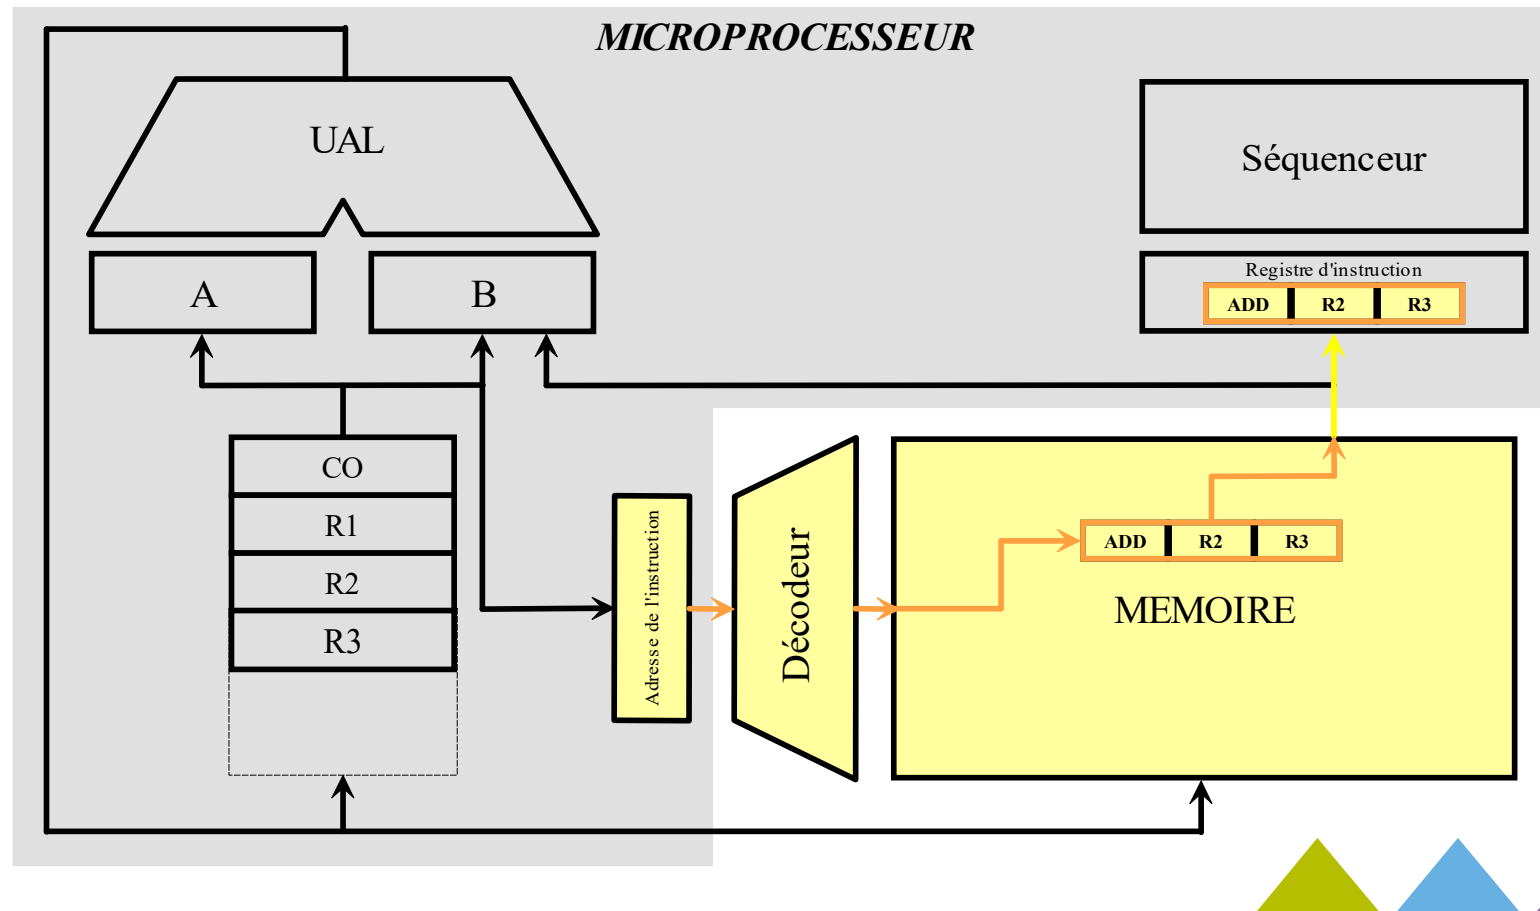 MICROPROCESSEUR
UAL
Séquenceur
A
B
Registre d'instruction
ADD R2 R3
CO
R1
R2
R3
Adresse de l'instruction
Décodeur
ADD R2 R3
MEMOIRE